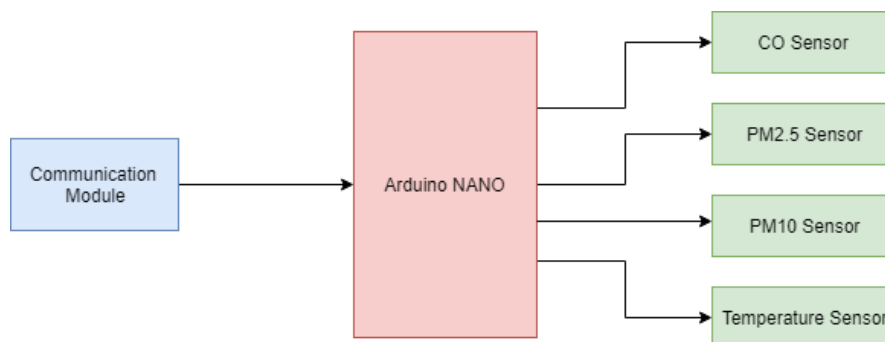 Communication
Module
Arduino NANO
CO Sensor
PM2.5 Sensor
PM10 Sensor
Temperature Sensor